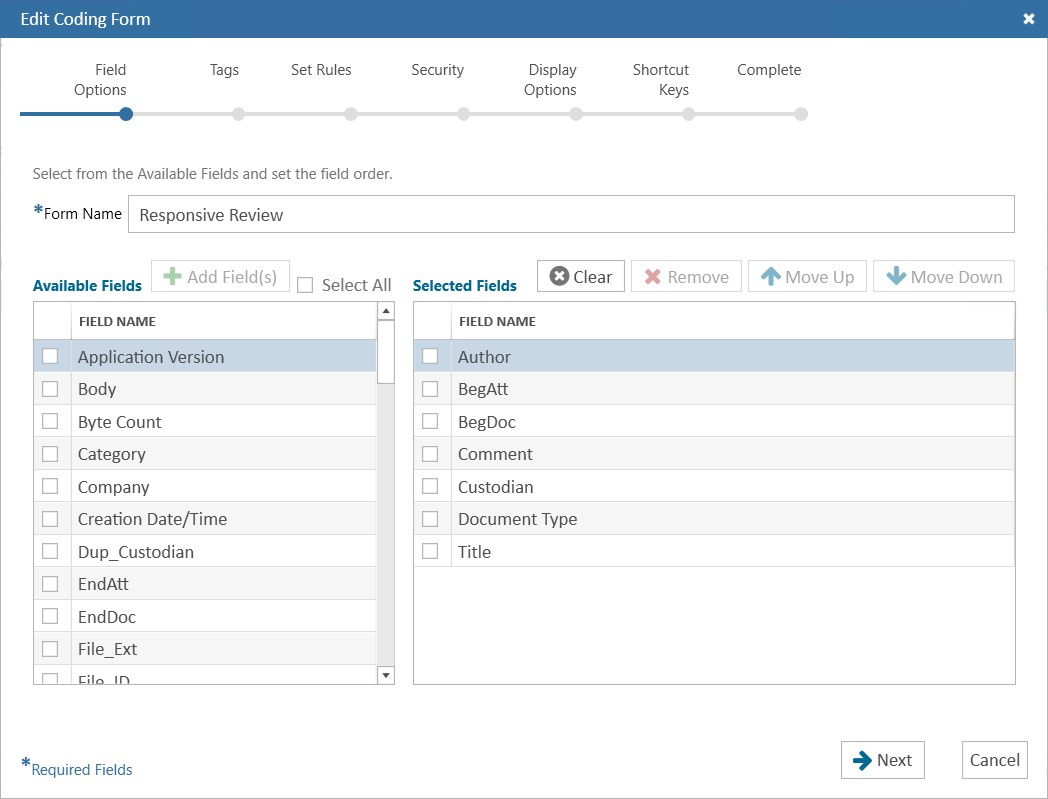 Edit Coding Form
Field Options
Tags
Set Rules
Security
Display Options
Shortcut Keys
Complete
Select from the Available Fields and set the field order.
*Form Name
Responsive Review
Available Fields
Add Field(s)
Select All
Selected Fields
Clear
Remove
Move Up
Move Down
FIELD NAME
Application Version
Body
Byte Count
Category
Company
Creation Date/Time
Dup_Custodian
EndAtt
EndDoc
File_Ext
File_ID
FIELD NAME
Author
BegAtt
BegDoc
Comment
Custodian
Document Type
Title
*Required Fields
Next
Cancel